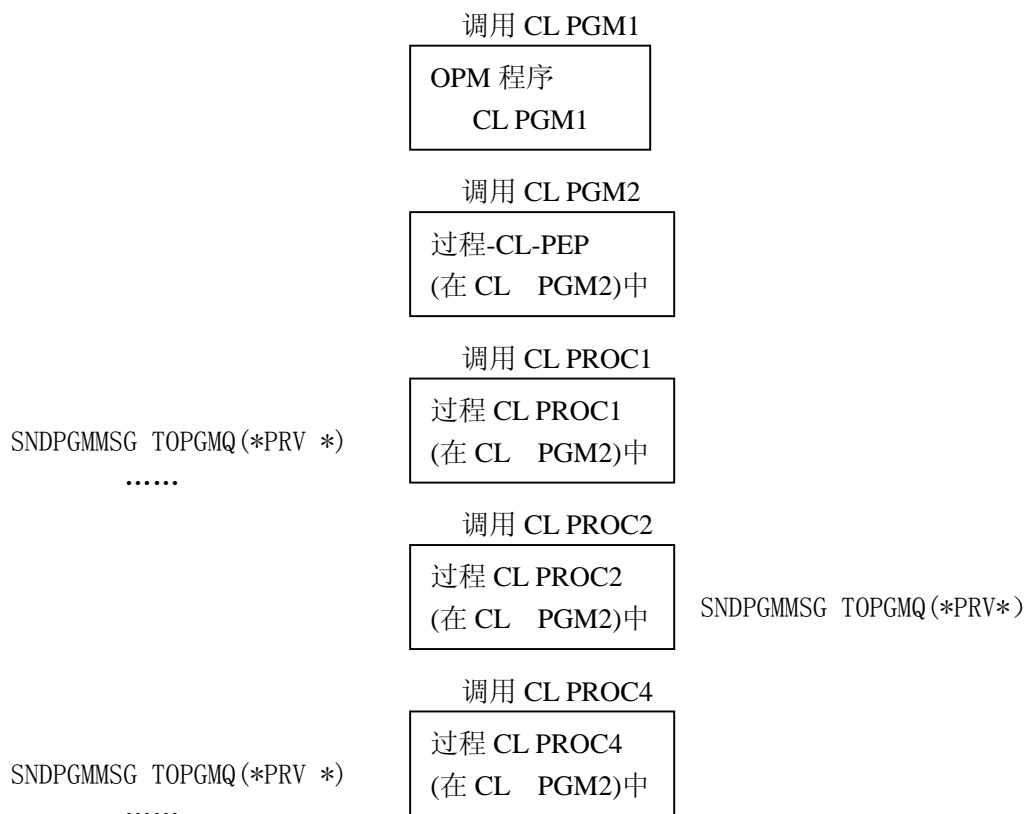 调用 CL PGM1
OPM 程序
CL PGM1
调用 CL PGM2
过程-CL-PEP
(在 CL PGM2)中
调用 CL PROC1
过程 CL PROC1
(在 CL PGM2)中
SNDPGMMSG TOPGMQ(*PRV *)
……
调用 CL PROC2
过程 CL PROC2
(在 CL PGM2)中
SNDPGMMSG TOPGMQ(*PRV*)
调用 CL PROC4
过程 CL PROC4
(在 CL PGM2)中
SNDPGMMSG TOPGMQ(*PRV *)
……